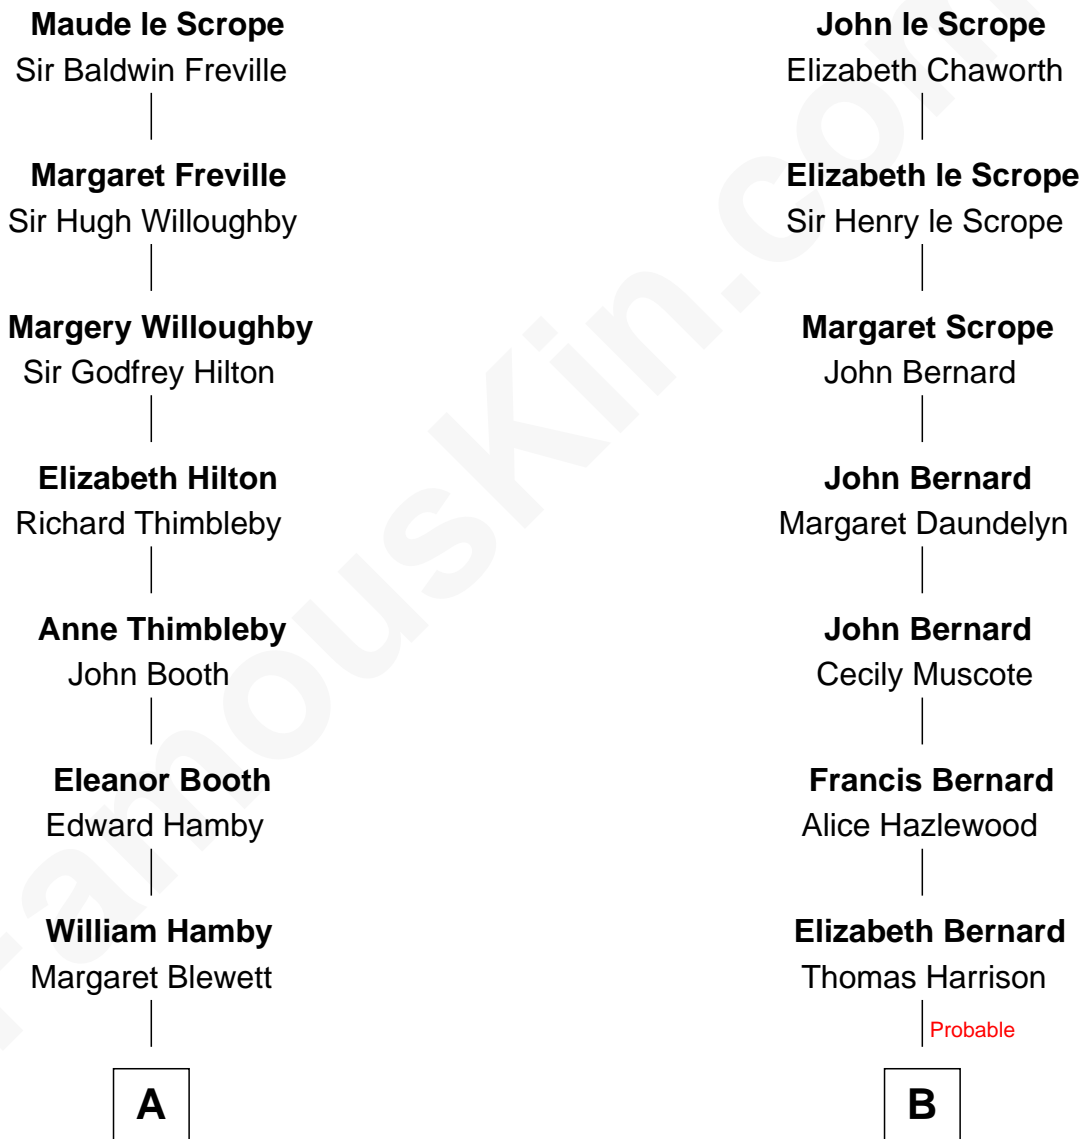 Maude le Scrope
Sir Baldwin Freville
Margaret Freville
Sir Hugh Willoughby
Margery Willoughby
Sir Godfrey Hilton
Elizabeth Hilton
Richard Thimbleby
Anne Thimbleby
John Booth
Eleanor Booth
Edward Hamby
William Hamby
Margaret Blewett
A
John le Scrope
Elizabeth Chaworth
Elizabeth le Scrope
Sir Henry le Scrope
Margaret Scrope
John Bernard
John Bernard
Margaret Daundelyn
John Bernard
Cecily Muscote
Francis Bernard
Alice Hazlewood
Elizabeth Bernard
Thomas Harrison
Probable
B
FamousKin.com